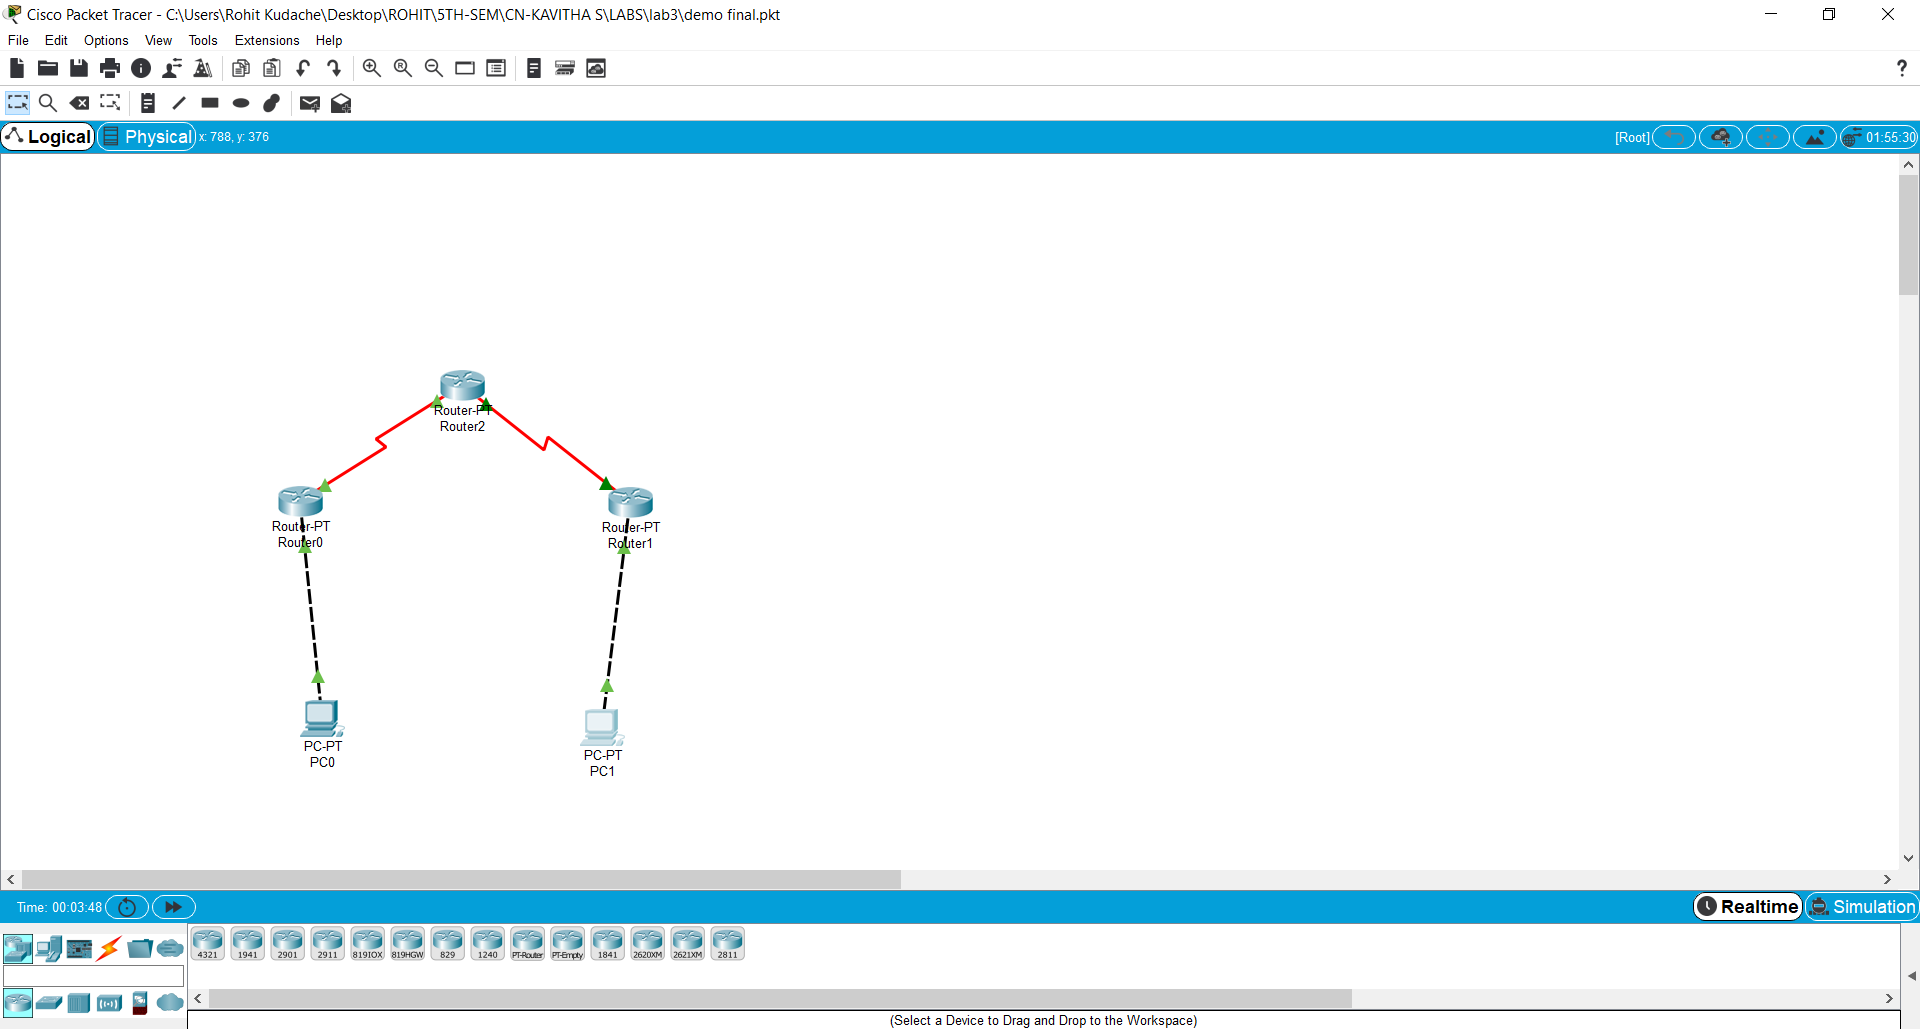 Cisco Packet Tracer - C:\Users\Rohit Kudache\Desktop\ROHIT\5TH-SEM\CN-KAVITHA S\LABS\lab3\demo final.pkt
File Edit Options View Tools Extensions Help
?
Logical Physical x: 788, y: 376 [Root] 01:55:30
Router-PT
Router2
Router-PT
Router0
Router-PT
Router1
PC-PT
PC0
PC-PT
PC1
Time: 00:03:48 Realtime Simulation
4321 1941 2901 2911 819IOX 819HGW 829 1240 PT-Router PT-Empty 1841 2620XM 2621XM 2811
(Select a Device to Drag and Drop to the Workspace)